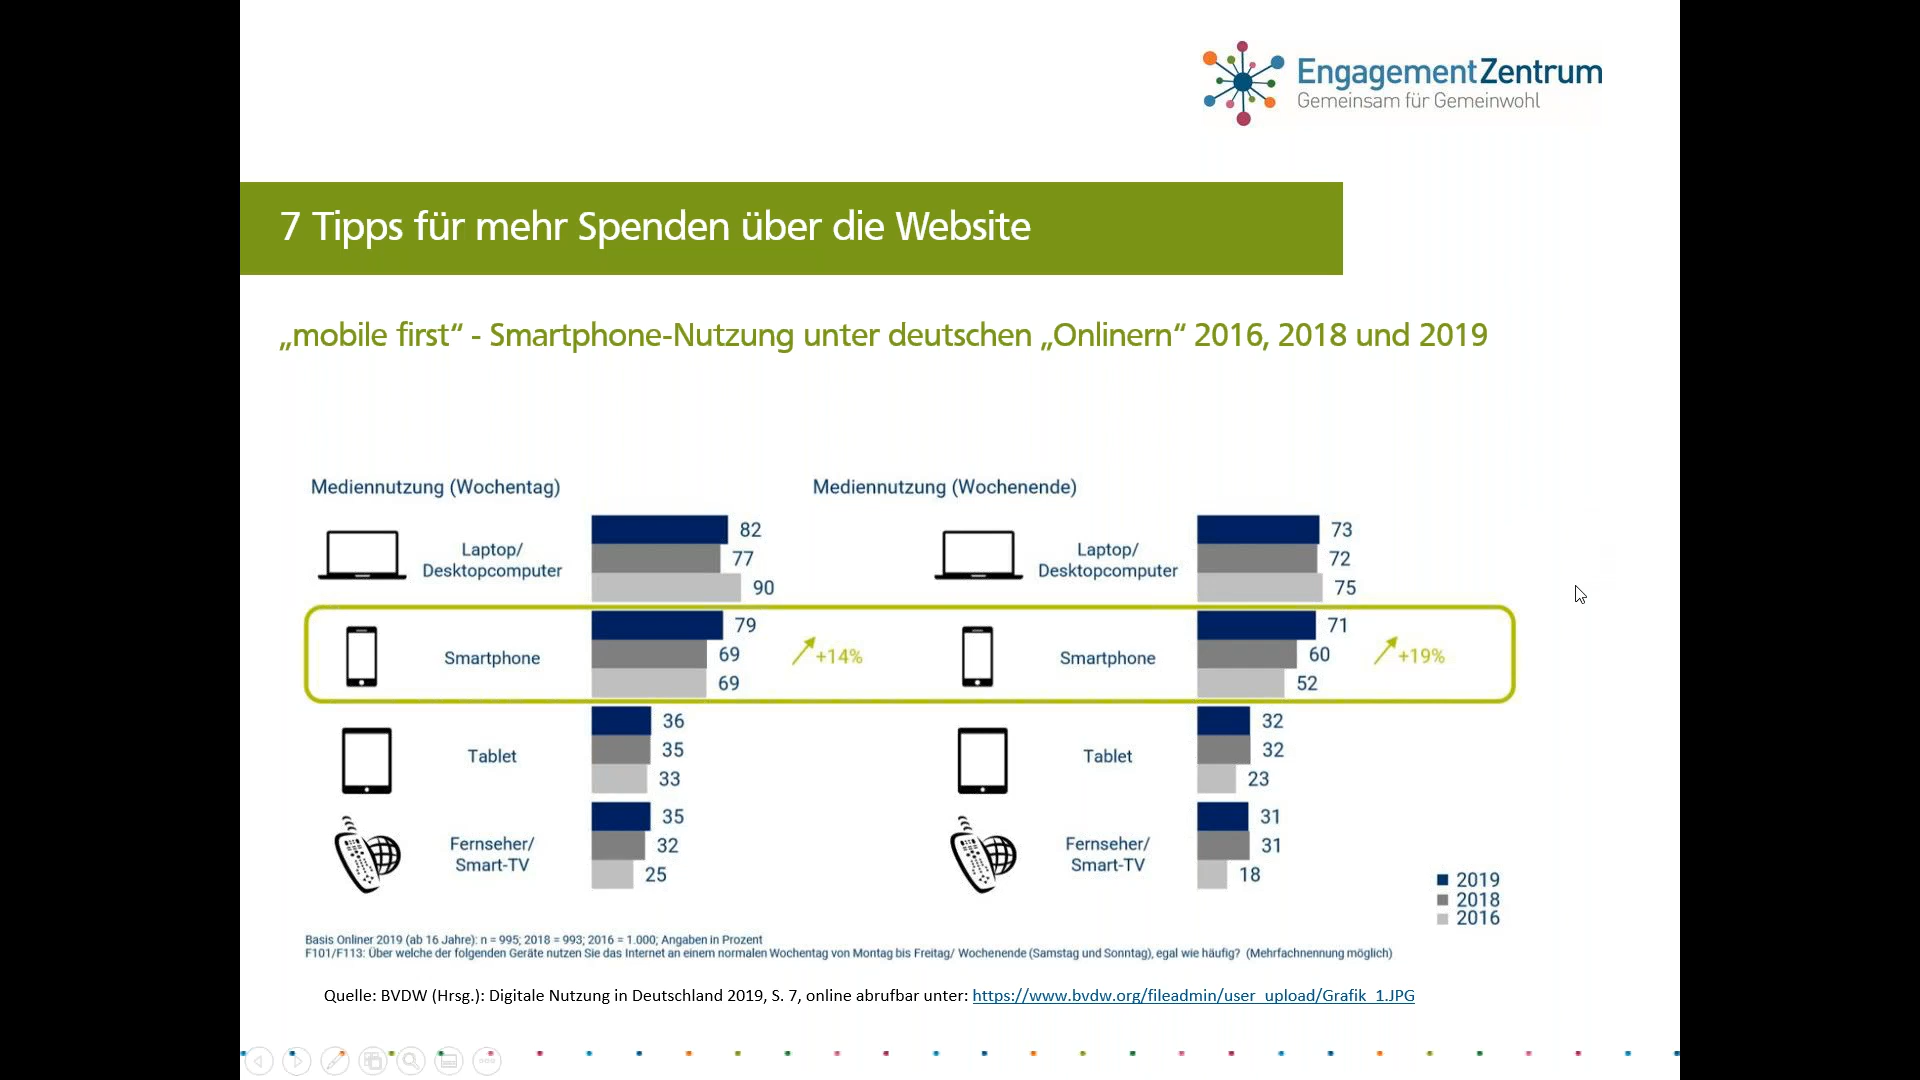 EngagementZentrum
Gemeinsam für Gemeinwohl
7 Tipps für mehr Spenden über die Website
„mobile first“ - Smartphone-Nutzung unter deutschen „Onlinern“ 2016, 2018 und 2019
Mediennutzung (Wochentag)
Laptop/
Desktopcomputer
82
77
90
Smartphone
79
69
69
+14%
Tablet
36
35
33
Fernseher/
Smart-TV
35
32
25
Mediennutzung (Wochenende)
Laptop/
Desktopcomputer
73
72
75
Smartphone
71
60
52
+19%
Tablet
32
32
23
Fernseher/
Smart-TV
31
31
18
2019
2018
2016
Basis Onliner 2019 (ab 16 Jahre): n = 995; 2018 = 993; 2016 = 1.000; Angaben in Prozent
F101/F113: Über welche der folgenden Geräte nutzen Sie das Internet an einem normalen Wochentag von Montag bis Freitag/ Wochenende (Samstag und Sonntag), egal wie häufig? (Mehrfachnennung möglich)
Quelle: BVDW (Hrsg.): Digitale Nutzung in Deutschland 2019, S. 7, online abrufbar unter: https://www.bvdw.org/fileadmin/user_upload/Grafik_1.JPG